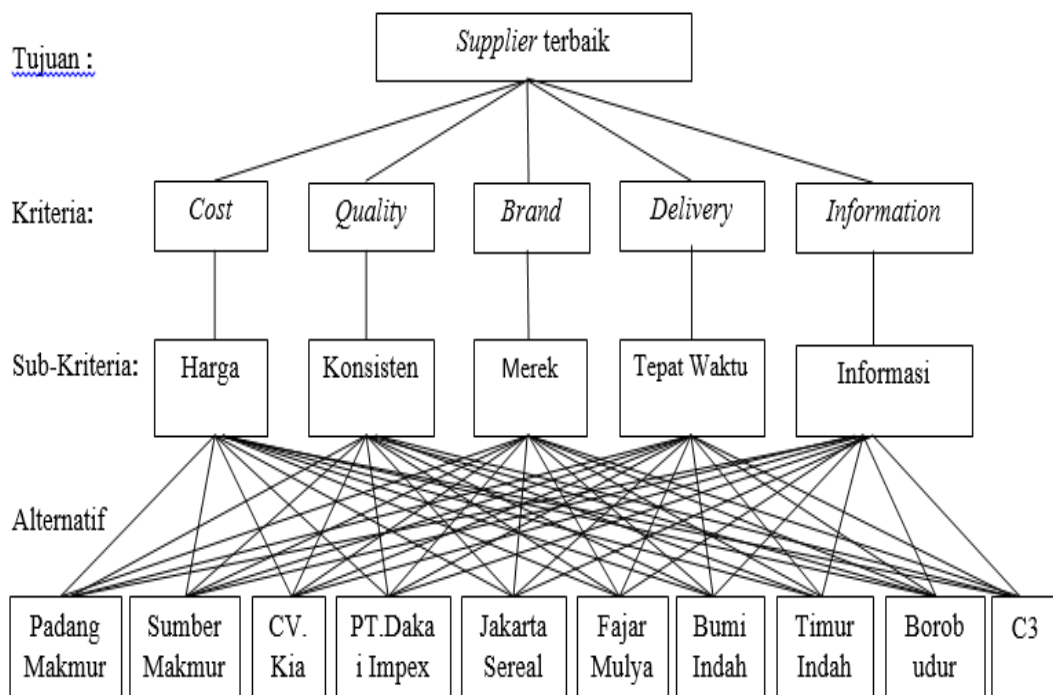 Tujuan :
Supplier terbaik
Kriteria:
Cost
Quality
Brand
Delivery
Information
Sub-Kriteria:
Harga
Konsisten
Merek
Tepat Waktu
Informasi
Alternatif
Padang
Makmur
Sumber
Makmur
CV.
Kia
PT.Daka
i Impex
Jakarta
Sereal
Fajar
Mulya
Bumi
Indah
Timur
Indah
Borob
udur
C3